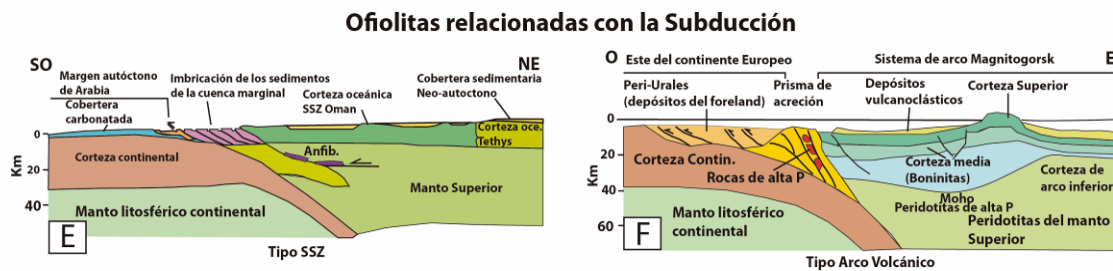 Ofiolitas relacionadas con la Subducción
SO
NE
Margen autóctono
de Arabia
Cobertera
carbonatada
Imbricación de los sedimentos
de la cuenca marginal
Corteza oceánica
SSZ Oman
Cobertera sedimentaria
Neo-autoctono
Corteza oce.
Tethys
0
20
40
Km
Corteza continental
Anfib.
Manto Superior
Manto litosférico continental
E
Tipo SSZ
O
E
Este del continente Europeo
Sistema de arco Magnitogorsk
Peri-Urales
(depósitos del foreland)
Prisma de
acreción
Depósitos
vulcanoclásticos
Corteza Superior
0
20
40
60
Km
Corteza Contin.
Rocas de alta P
Corteza media
(Boninitas)
Moho
Corteza de
arco inferior
Peridotitas de alta P
Peridotitas del manto
Superior
Manto litosférico
continental
F
Tipo Arco Volcánico